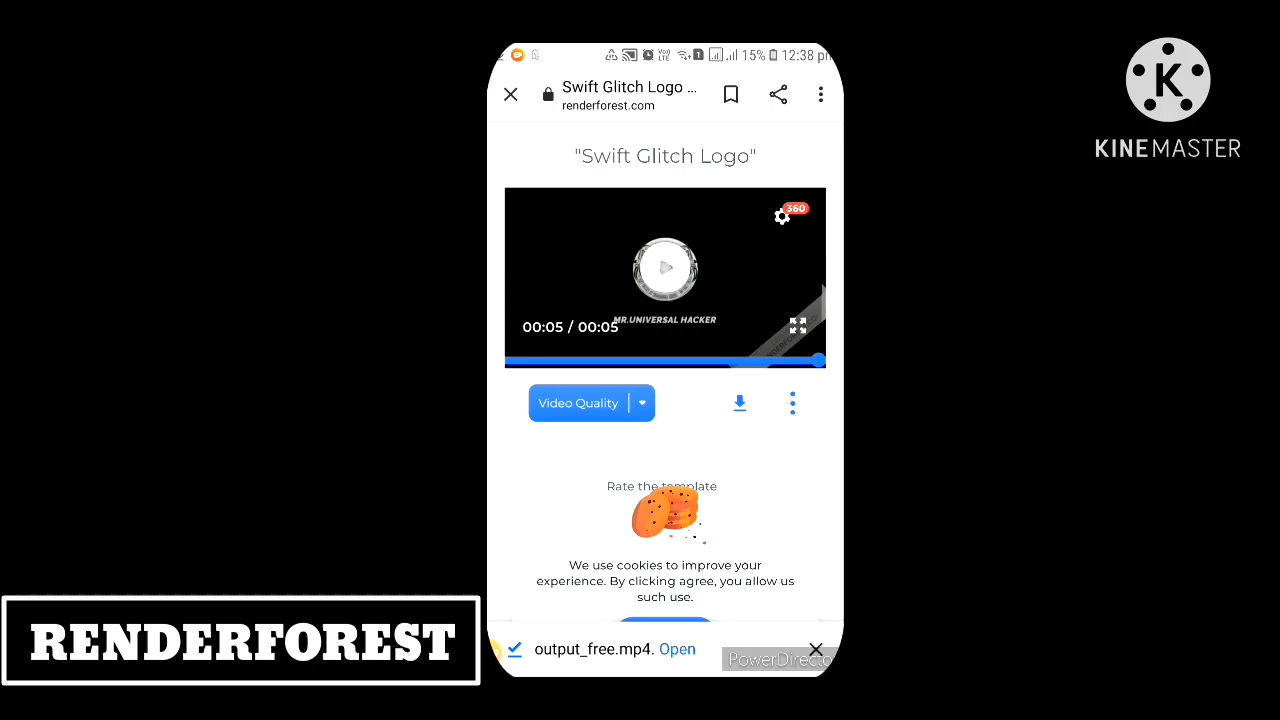 15% 12:38 pm
Swift Glitch Logo ...
renderforest.com
KINEMASTER
"Swift Glitch Logo"
360
MR.UNIVERSAL HACKER
00:05 / 00:05
Video Quality
Rate the template
We use cookies to improve your
experience. By clicking agree, you allow us
such use.
output_free.mp4. Open
PowerDirecto
RENDERFOREST